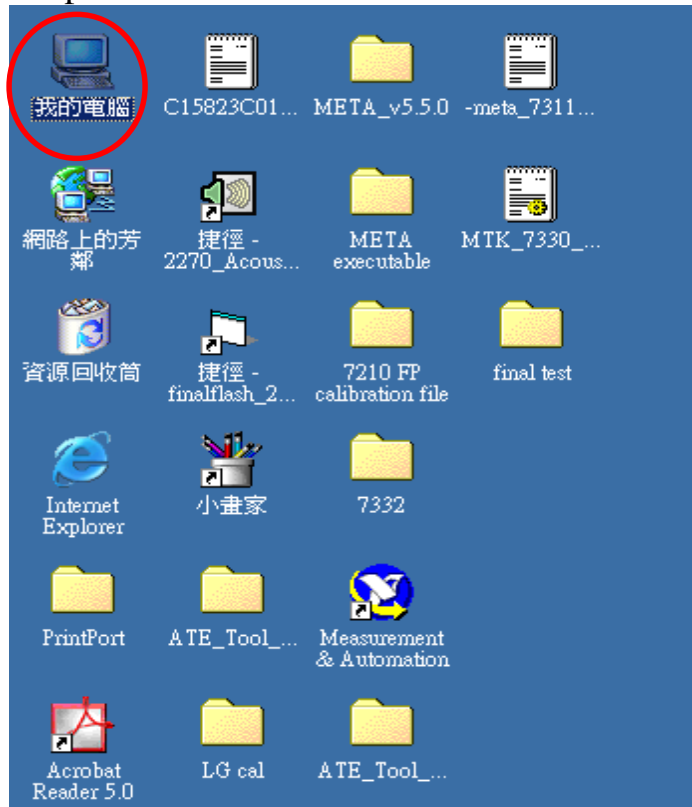 我的電腦
C15823C01...
META_v5.5.0
-meta_7311...
網路上的芳
鄰
捷徑 -
2270_Acous...
META
executable
MTK_7330_...
資源回收筒
捷徑 -
finalflash_2...
7210 FP
calibration file
final test
Internet
Explorer
小畫家
7332
PrintPort
ATE_Tool_...
Measurement
& Automation
Acrobat
Reader 5.0
LG cal
ATE_Tool_...